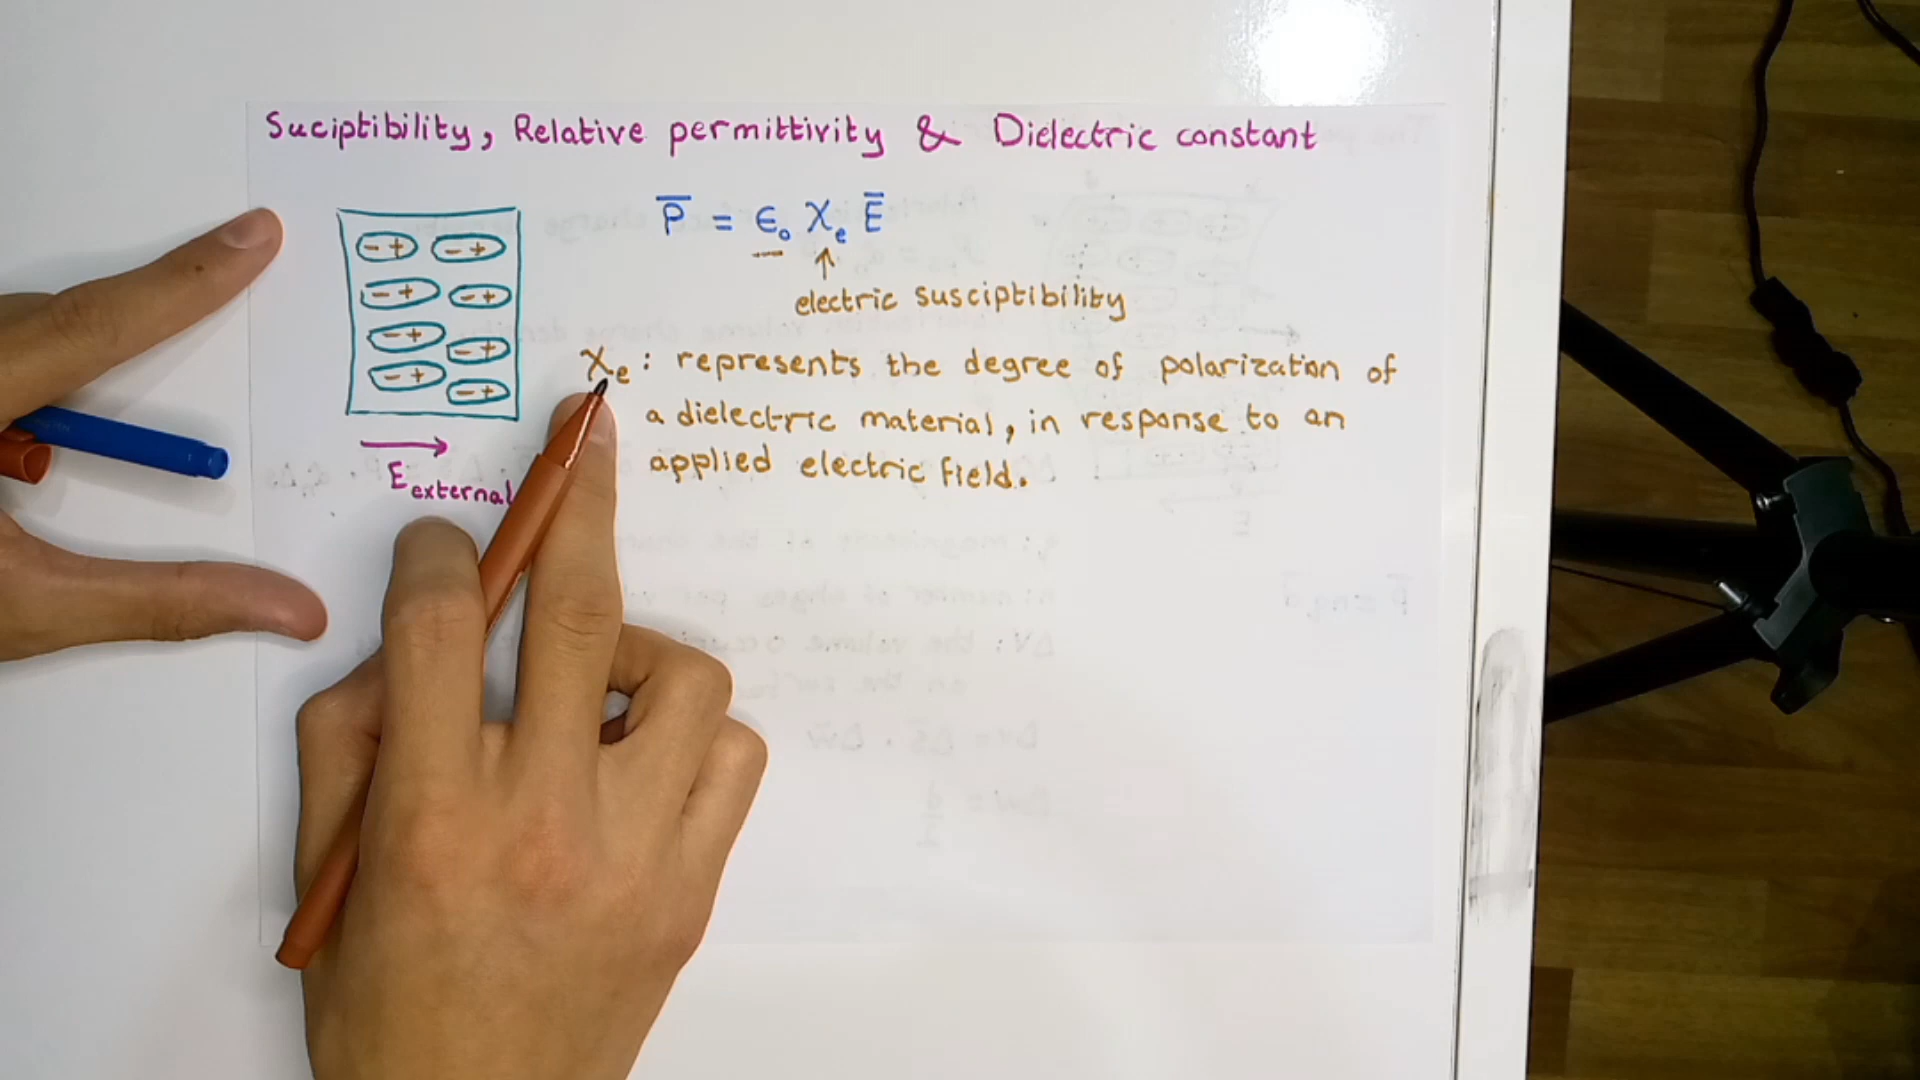 Suciptibility, Relative permittivity & Dielectric constant
P̅ = ϵ₀ χₑ E̅
electric susciptibility
χₑ : represents the degree of polarization of
a dielectric material, in response to an
applied electric field.
- + - +
- + - +
- + - +
- + - +
E external